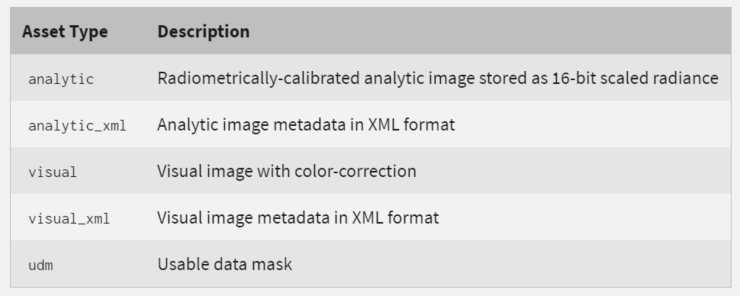 Asset Type Description
analytic Radiometrically-calibrated analytic image stored as 16-bit scaled radiance
analytic_xml Analytic image metadata in XML format
visual Visual image with color-correction
visual_xml Visual image metadata in XML format
udm Usable data mask